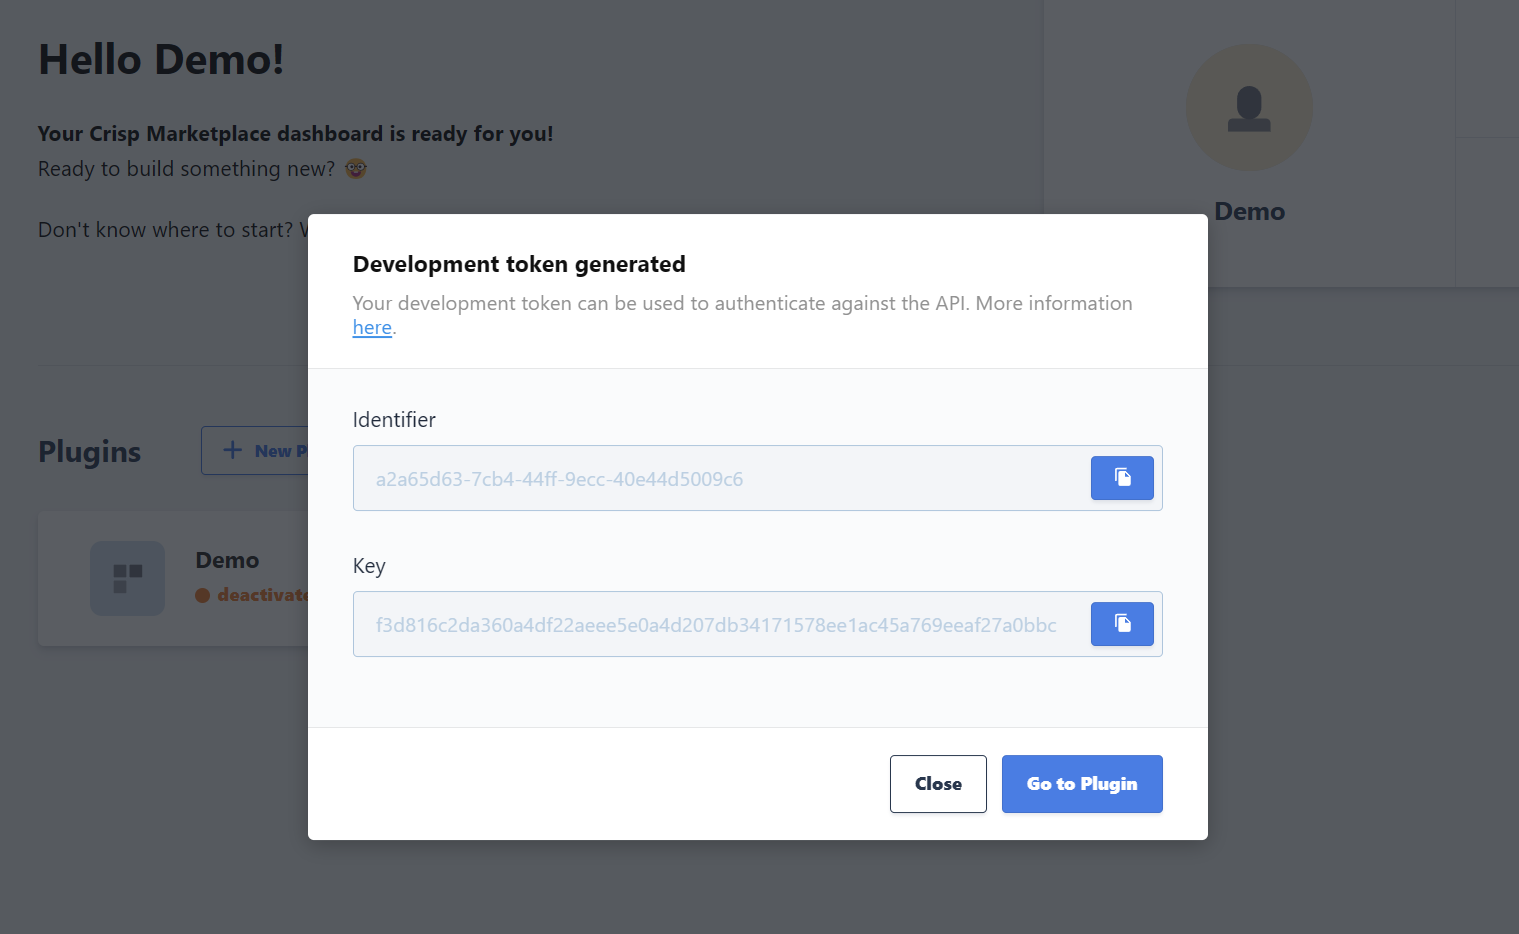 Hello Demo!
Your Crisp Marketplace dashboard is ready for you!
Ready to build something new? 🤓
Don't know where to start?
Demo
Development token generated
Your development token can be used to authenticate against the API. More information
here.
Identifier
a2a65d63-7cb4-44ff-9ecc-40e44d5009c6
Key
f3d816c2da360a4df22aeee5e0a4d207db34171578ee1ac45a769eeaf27a0bbc
Close
Go to Plugin
Plugins
New
Demo